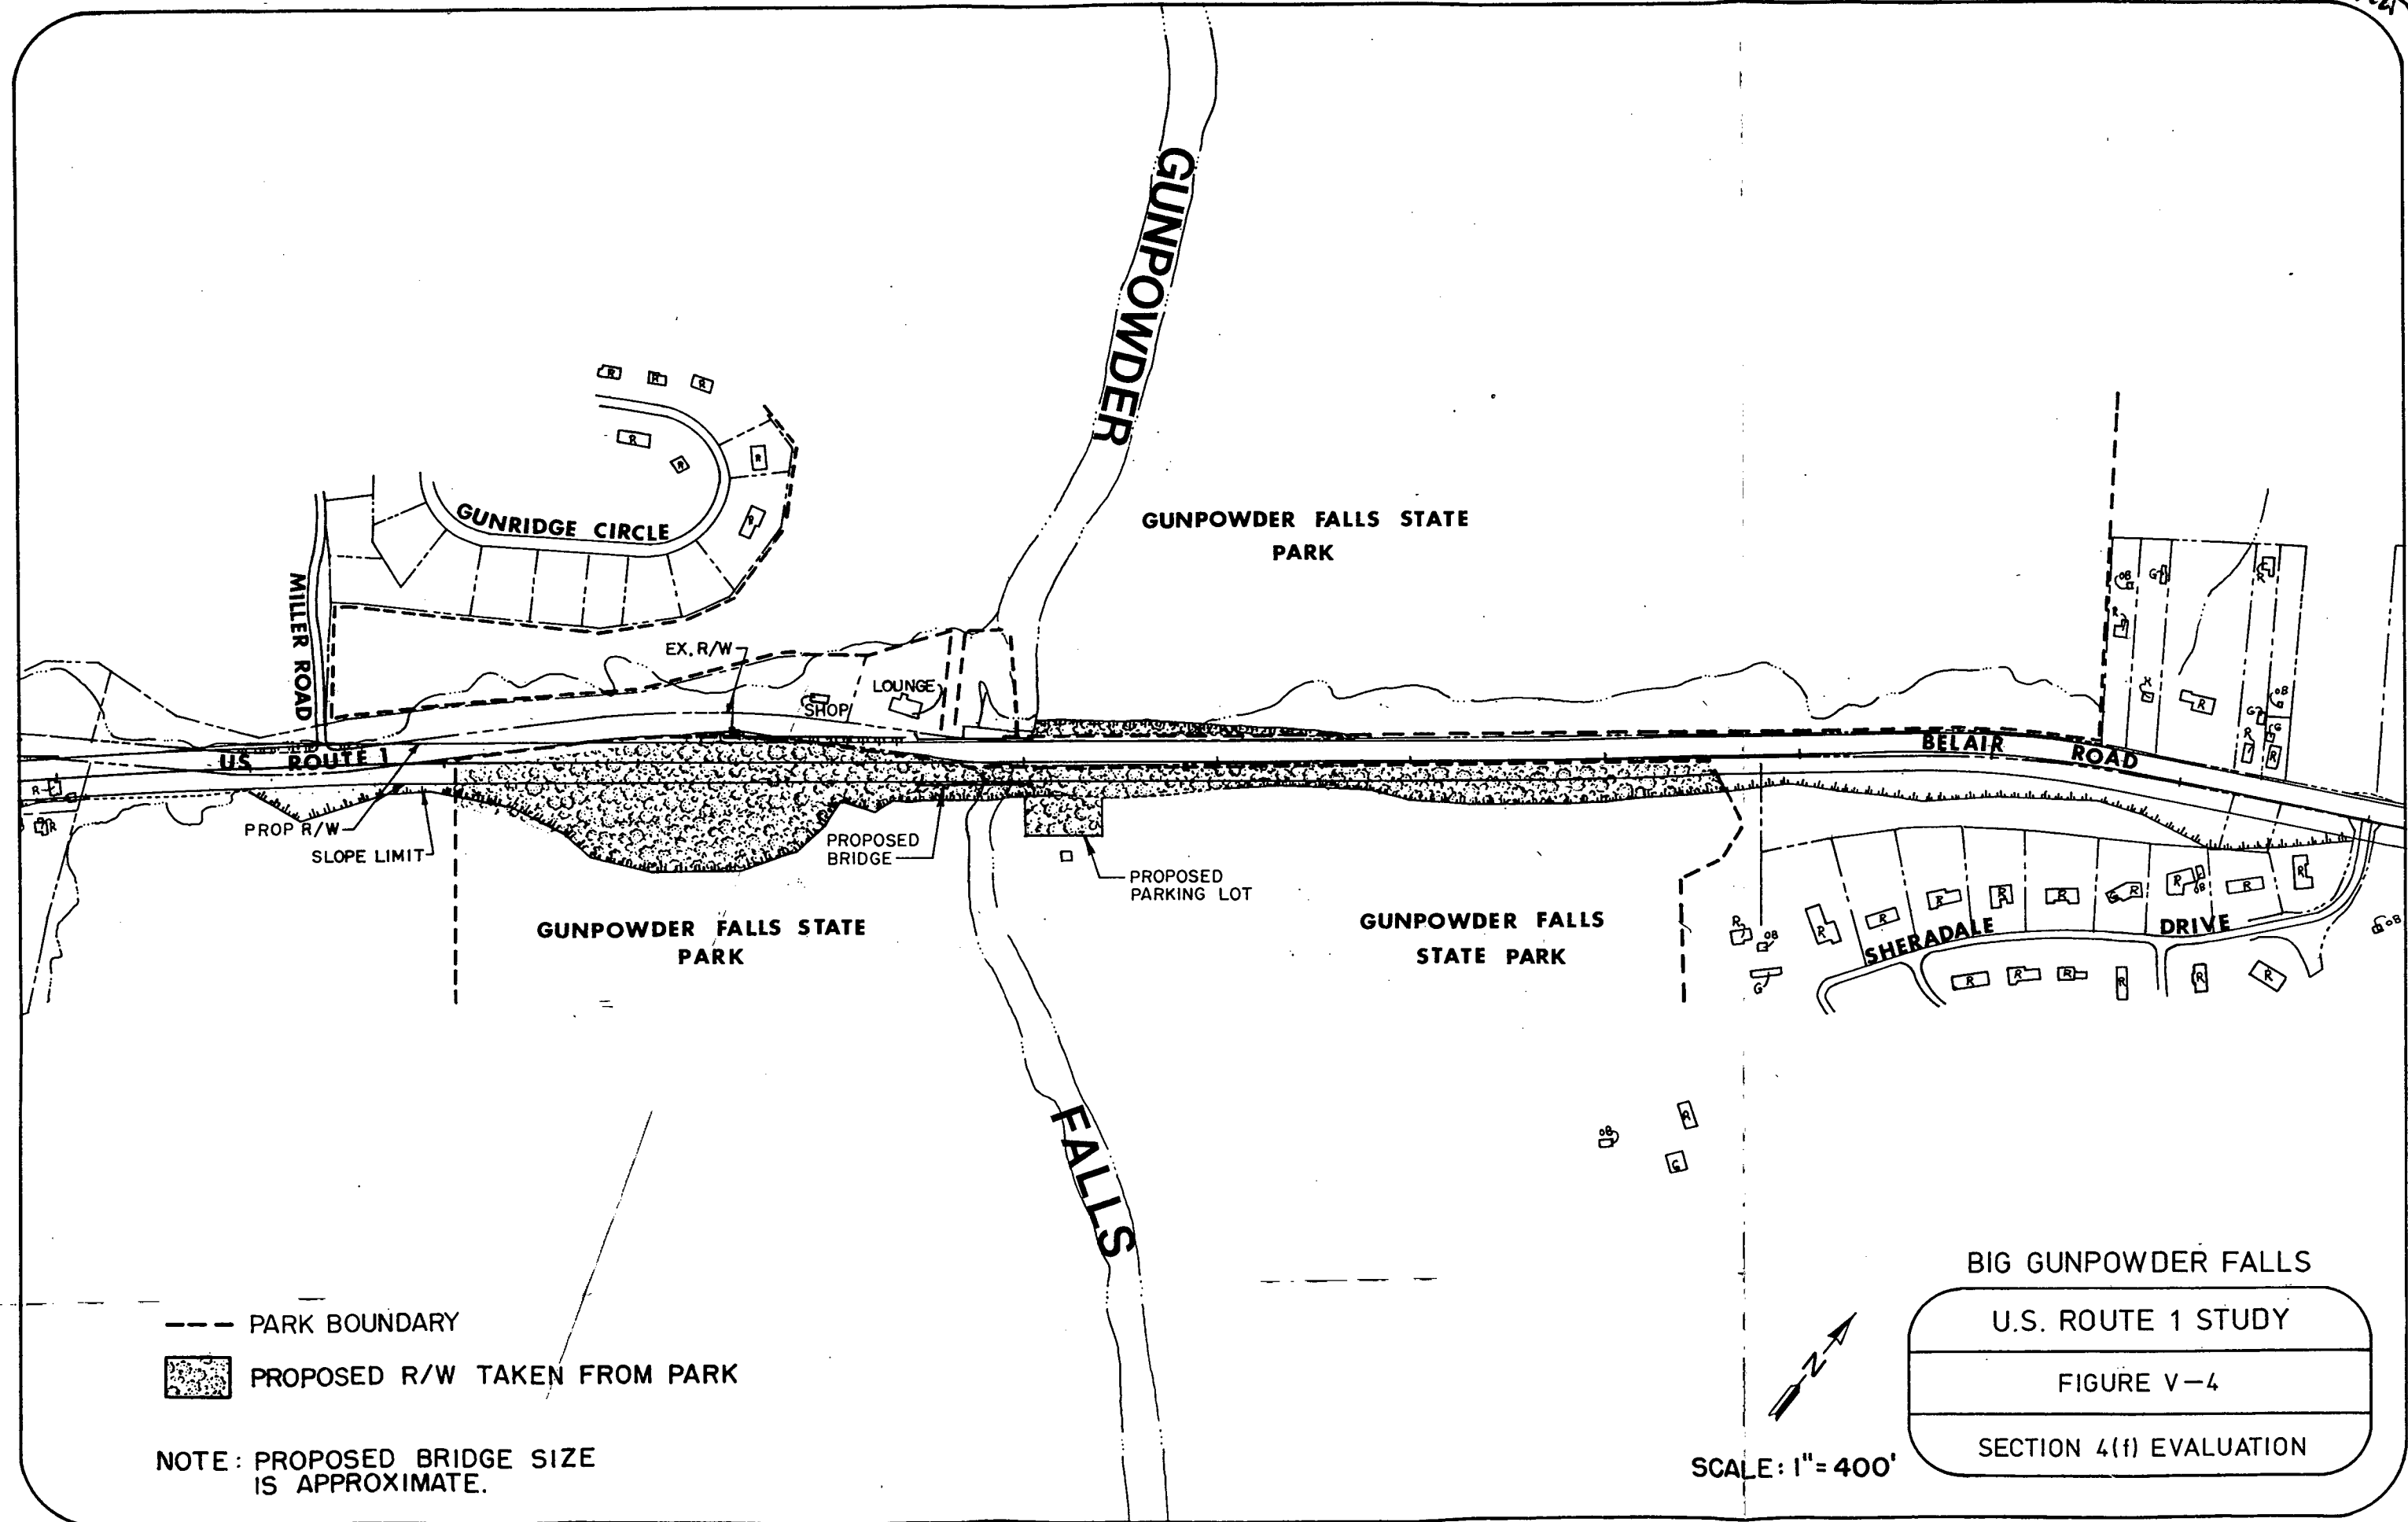 GUNPOWDER
GUNRIDGE CIRCLE
MILLER ROAD
GUNPOWDER FALLS STATE
PARK
EX. R/W
SHOP
LOUNGE
U.S. ROUTE 1
BELAIR ROAD
PROP R/W
SLOPE LIMIT
PROPOSED
BRIDGE
PROPOSED
PARKING LOT
GUNPOWDER FALLS STATE
PARK
GUNPOWDER FALLS
STATE PARK
SHERADALE DRIVE
FALLS
PARK BOUNDARY
PROPOSED R/W TAKEN FROM PARK
NOTE: PROPOSED BRIDGE SIZE
IS APPROXIMATE.
N
SCALE: 1"=400'
BIG GUNPOWDER FALLS
U.S. ROUTE 1 STUDY
FIGURE V-4
SECTION 4(f) EVALUATION